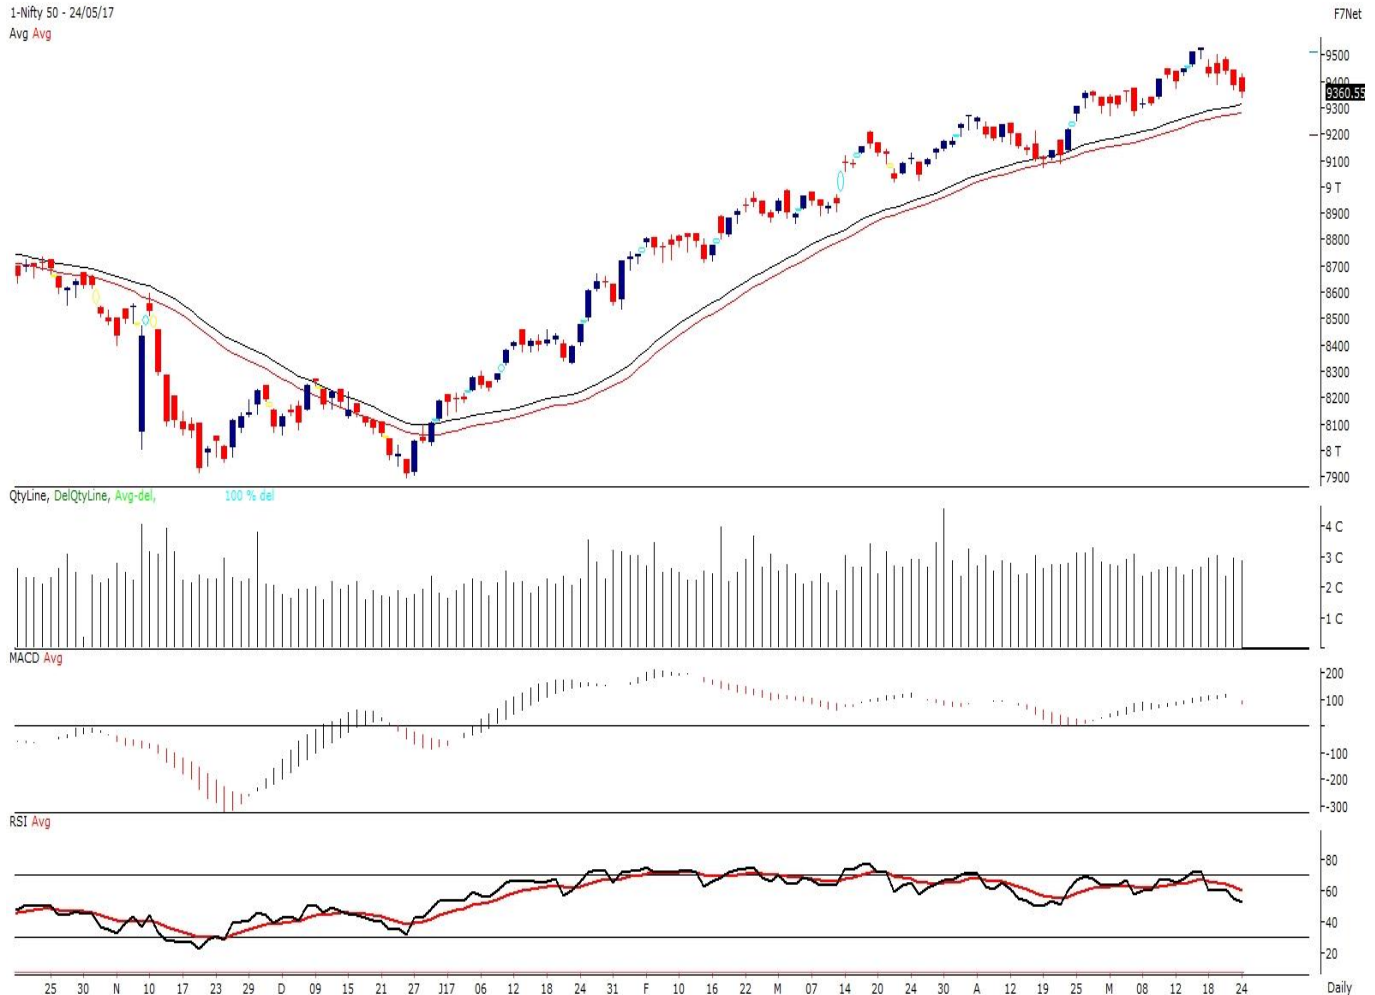 1-Nifty 50 - 24/05/17
F7Net
Avg Avg
9500
9400
9360.55
9300
9200
9100
9 T
8900
8800
8700
8600
8500
8400
8300
8200
8100
8 T
7900
QtyLine, DelQtyLine, Avg-del, 100 % del
4 C
3 C
2 C
1 C
MACD Avg
200
100
-100
-200
-300
RSI Avg
80
60
40
20
25 30 N 10 17 23 D 09 15 21 27 J17 06 12 18 24 31 F 10 16 22 M 07 14 20 24 30 A 12 19 25 M 08 12 18 24 Daily